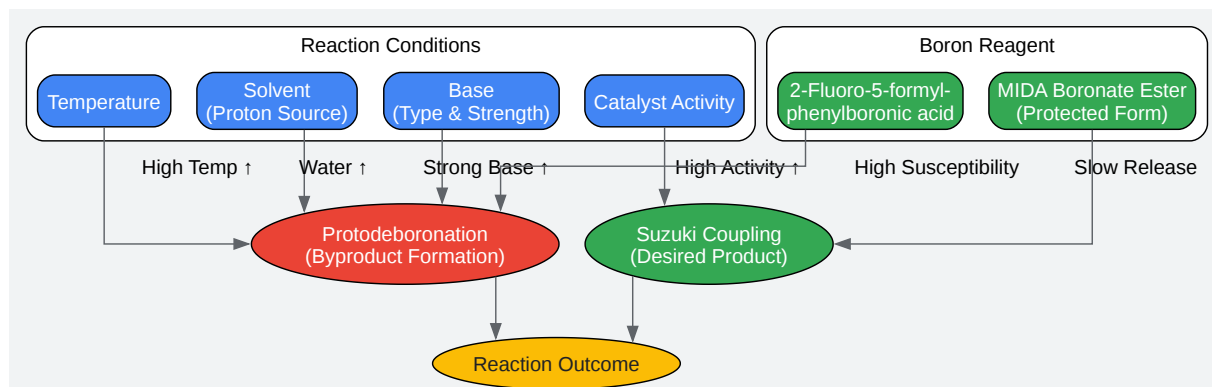 Reaction Conditions
Boron Reagent
Temperature
Solvent
(Proton Source)
Base
(Type & Strength)
Catalyst Activity
2-Fluoro-5-formyl-
phenylboronic acid
MIDA Boronate Ester
(Protected Form)
High Temp ↑
Water ↑
Strong Base ↑
High Activity ↑
High Susceptibility
Slow Release
Protodeboronation
(Byproduct Formation)
Suzuki Coupling
(Desired Product)
Reaction Outcome